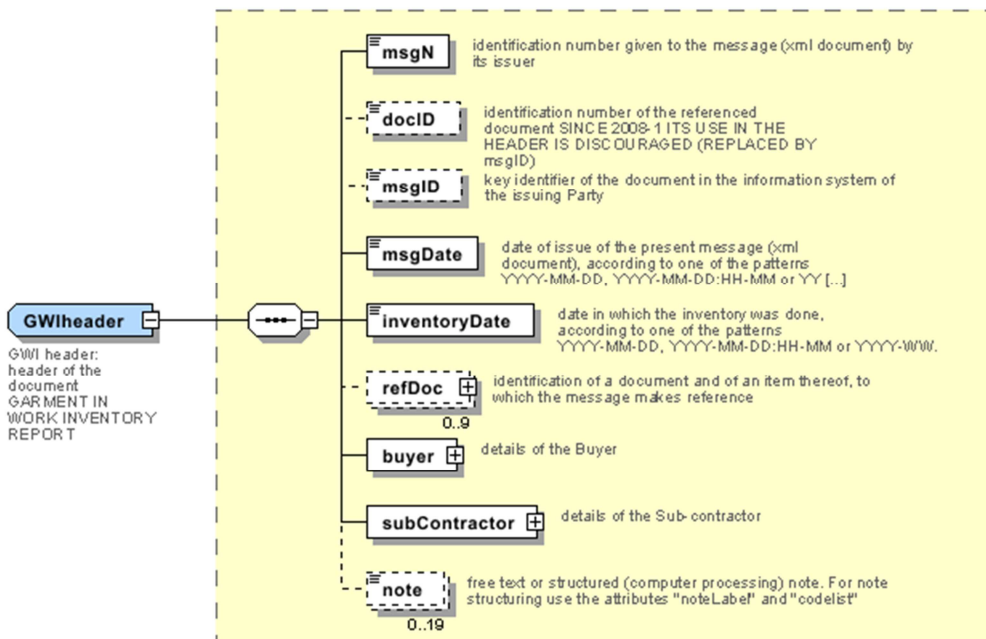 msgN
identification number given to the message (xml document) by
its issuer
docID
identification number of the referenced
document SINCE 2008-1 ITS USE IN THE
HEADER IS DISCOURAGED (REPLACED BY
msgID)
msgID
key identifier of the document in the information system of
the issuing Party
msgDate
date of issue of the present message (xml
document), according to one of the patterns
YYYY-MM-DD, YYYY-MM-DD:HH-MM or YY [...]
GWIheader
GWI header:
header of the
document
GARMENT IN
WORK INVENTORY
REPORT
inventoryDate
date in which the inventory was done,
according to one of the patterns
YYYY-MM-DD, YYYY-MM-DD:HH-MM or YYYY-WW.
refDoc
0..9
identification of a document and of an item thereof, to
which the message makes reference
buyer
details of the Buyer
subContractor
details of the Sub-contractor
note
0..19
free text or structured (computer processing) note. For note
structuring use the attributes "noteLabel" and "codelist"